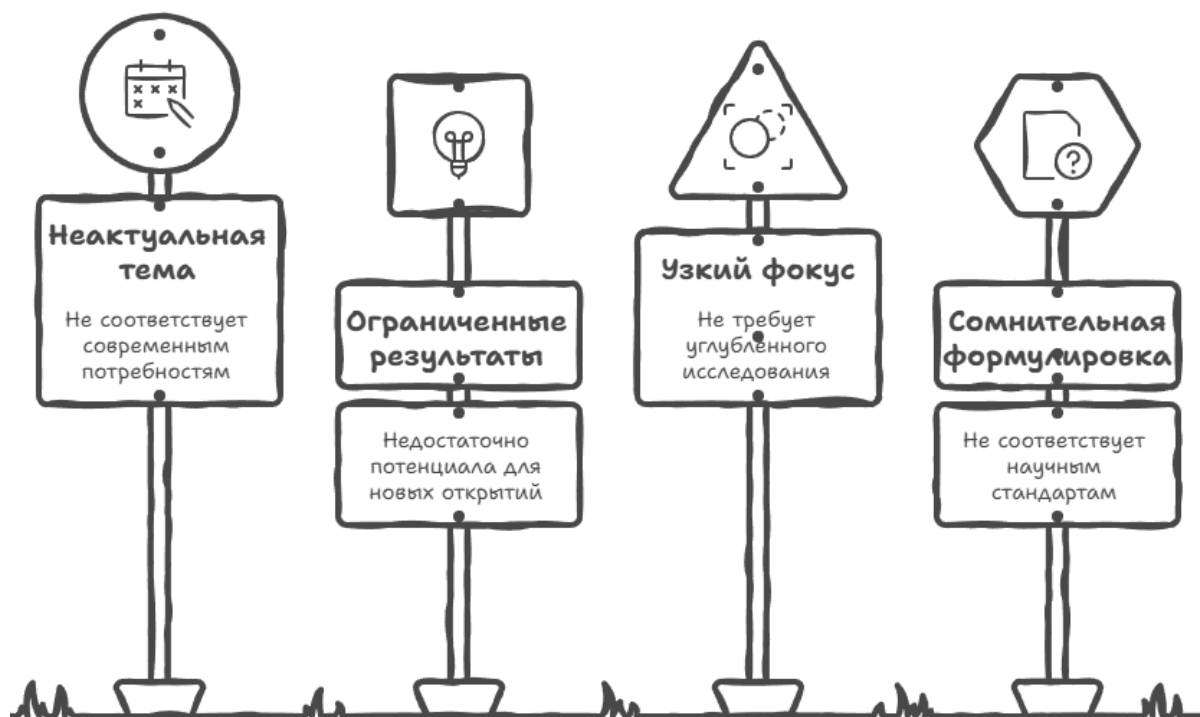 Неактуальная
тема
Не соответствует
современным
потребностям
Ограниченные
результаты
Недостаточно
потенциала для
новых открытий
Узкий фокус
Не требует
углубленного
исследования
Сомнительная
формулировка
Не соответствует
научным
стандартам